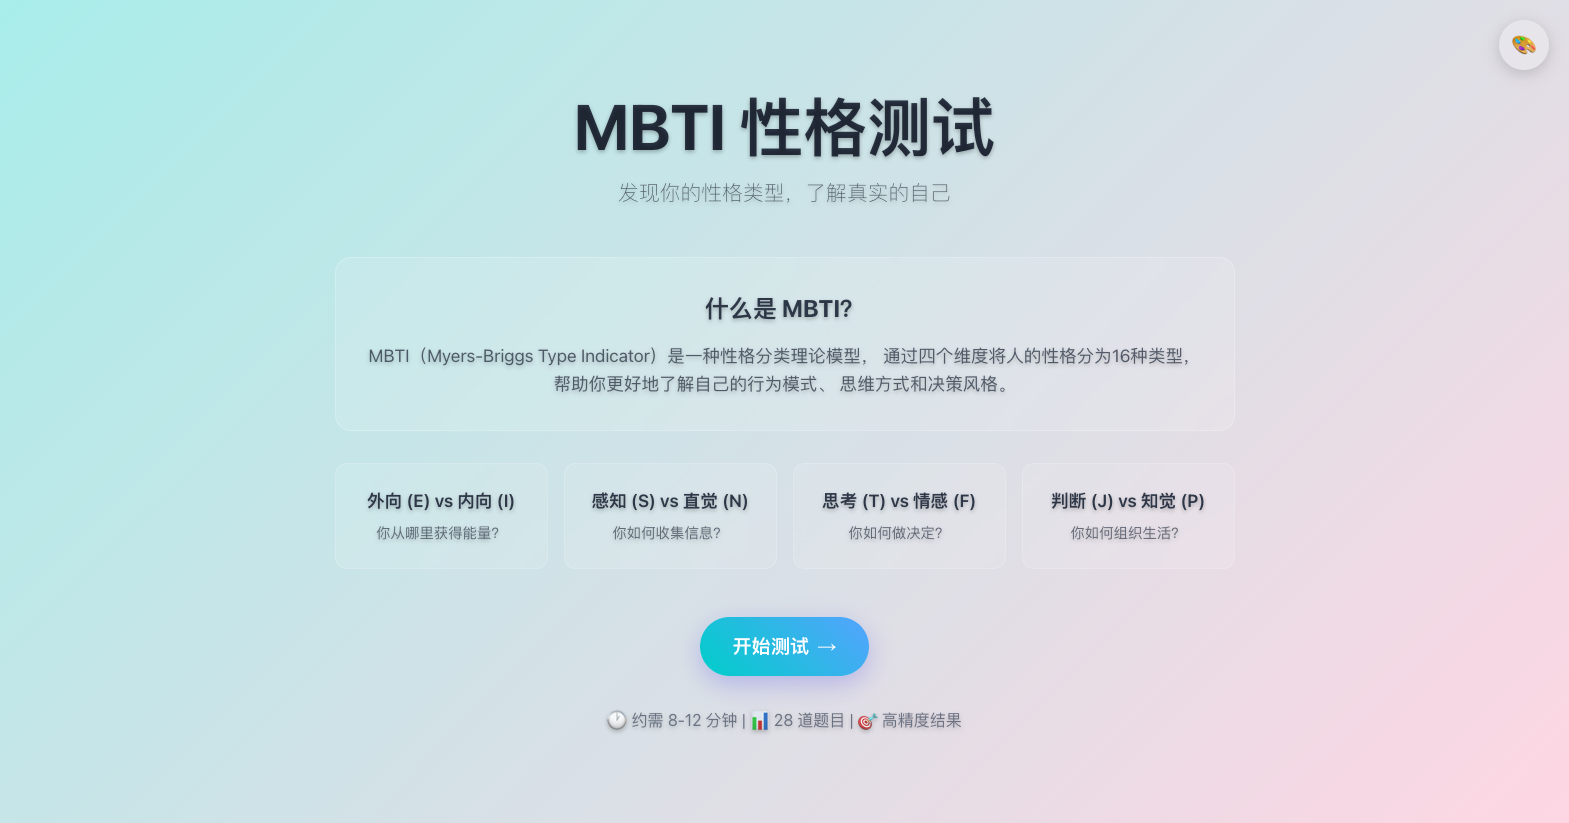 MBTI 性格测试
发现你的性格类型，了解真实的自己
什么是 MBTI?
MBTI（Myers-Briggs Type Indicator）是一种性格分类理论模型， 通过四个维度将人的性格分为16种类型，
帮助你更好地了解自己的行为模式、 思维方式和决策风格。
外向 (E) vs 内向 (I)
你从哪里获得能量？
感知 (S) vs 直觉 (N)
你如何收集信息？
思考 (T) vs 情感 (F)
你如何做决定？
判断 (J) vs 知觉 (P)
你如何组织生活？
开始测试 →
约需 8-12 分钟 | 28 道题目 | 高精度结果